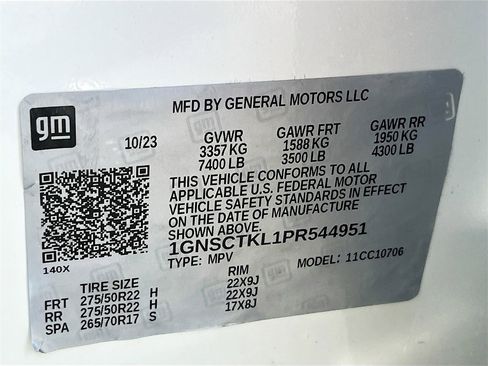 gm
MFD BY GENERAL MOTORS LLC
10/23 GVWR GAWR FRT GAWR RR
3357 KG 1588 KG 1950 KG
7400 LB 3500 LB 4300 LB
THIS VEHICLE CONFORMS TO ALL
APPLICABLE U.S. FEDERAL MOTOR
VEHICLE SAFETY STANDARDS IN EFFECT
ON THE DATE OF MANUFACTURE
SHOWN ABOVE.
1GNSCTKL1PR544951
140X TYPE: MPV MODEL: 11CC10706
TIRE SIZE RIM
FRT 275/50R22 H 22X9J
RR 275/50R22 H 22X9J
SPA 265/70R17 S 17X8J